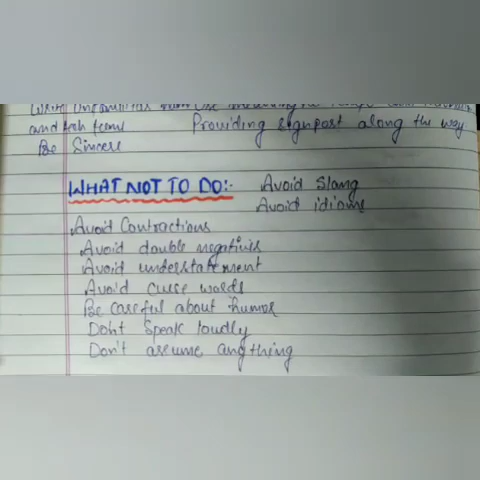 and tech terms Providing signpost along the way
Be Sincere
WHAT NOT TO DO:- Avoid Slang
Avoid idioms
Avoid Contractions
Avoid double negatives
Avoid understatement
Avoid curse words
Be careful about humor
Don't Speak loudly
Don't assume anything